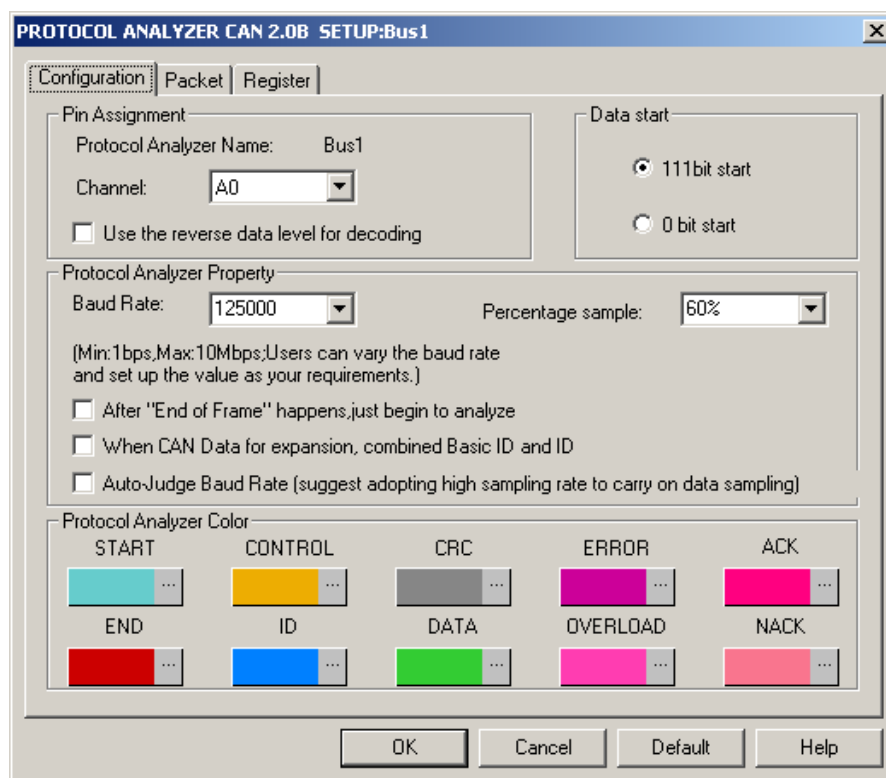 PROTOCOL ANALYZER CAN 2.0B SETUP:Bus1
Configuration Packet Register
Pin Assignment
Protocol Analyzer Name: Bus1
Channel: A0
Use the reverse data level for decoding
Data start
111bit start
0 bit start
Protocol Analyzer Property
Baud Rate: 125000 Percentage sample: 60%
(Min:1bps,Max:10Mbps;Users can vary the baud rate
and set up the value as your requirements.)
After "End of Frame" happens,just begin to analyze
When CAN Data for expansion, combined Basic ID and ID
Auto-Judge Baud Rate (suggest adopting high sampling rate to carry on data sampling)
Protocol Analyzer Color
START CONTROL CRC ERROR ACK
... ... ... ... ...
END ID DATA OVERLOAD NACK
... ... ... ... ...
OK Cancel Default Help